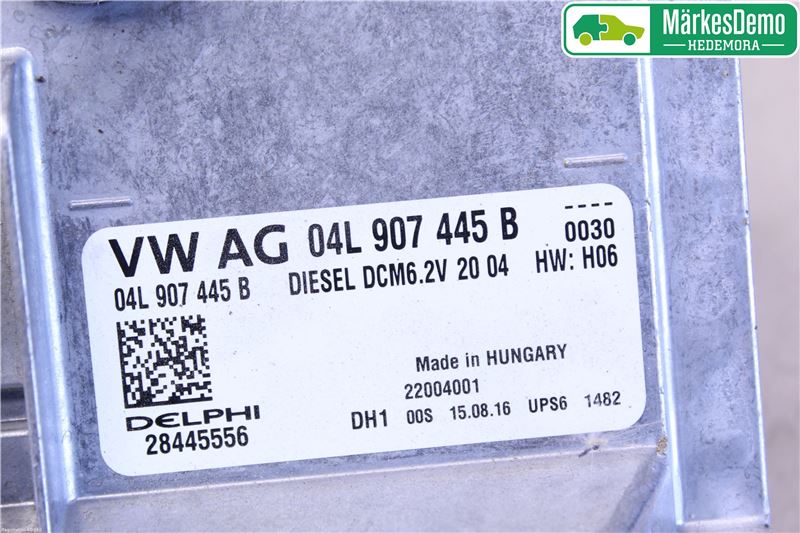 MärkesDemo
HEDEMORA
VW AG 04L 907 445 B ---- 0030
04L 907 445 B DIESEL DCM6.2V 20 04 HW: H06
Made in HUNGARY
22004001
DELPHI
DH1 00S 15.08.16 UPS6 1482
28445556